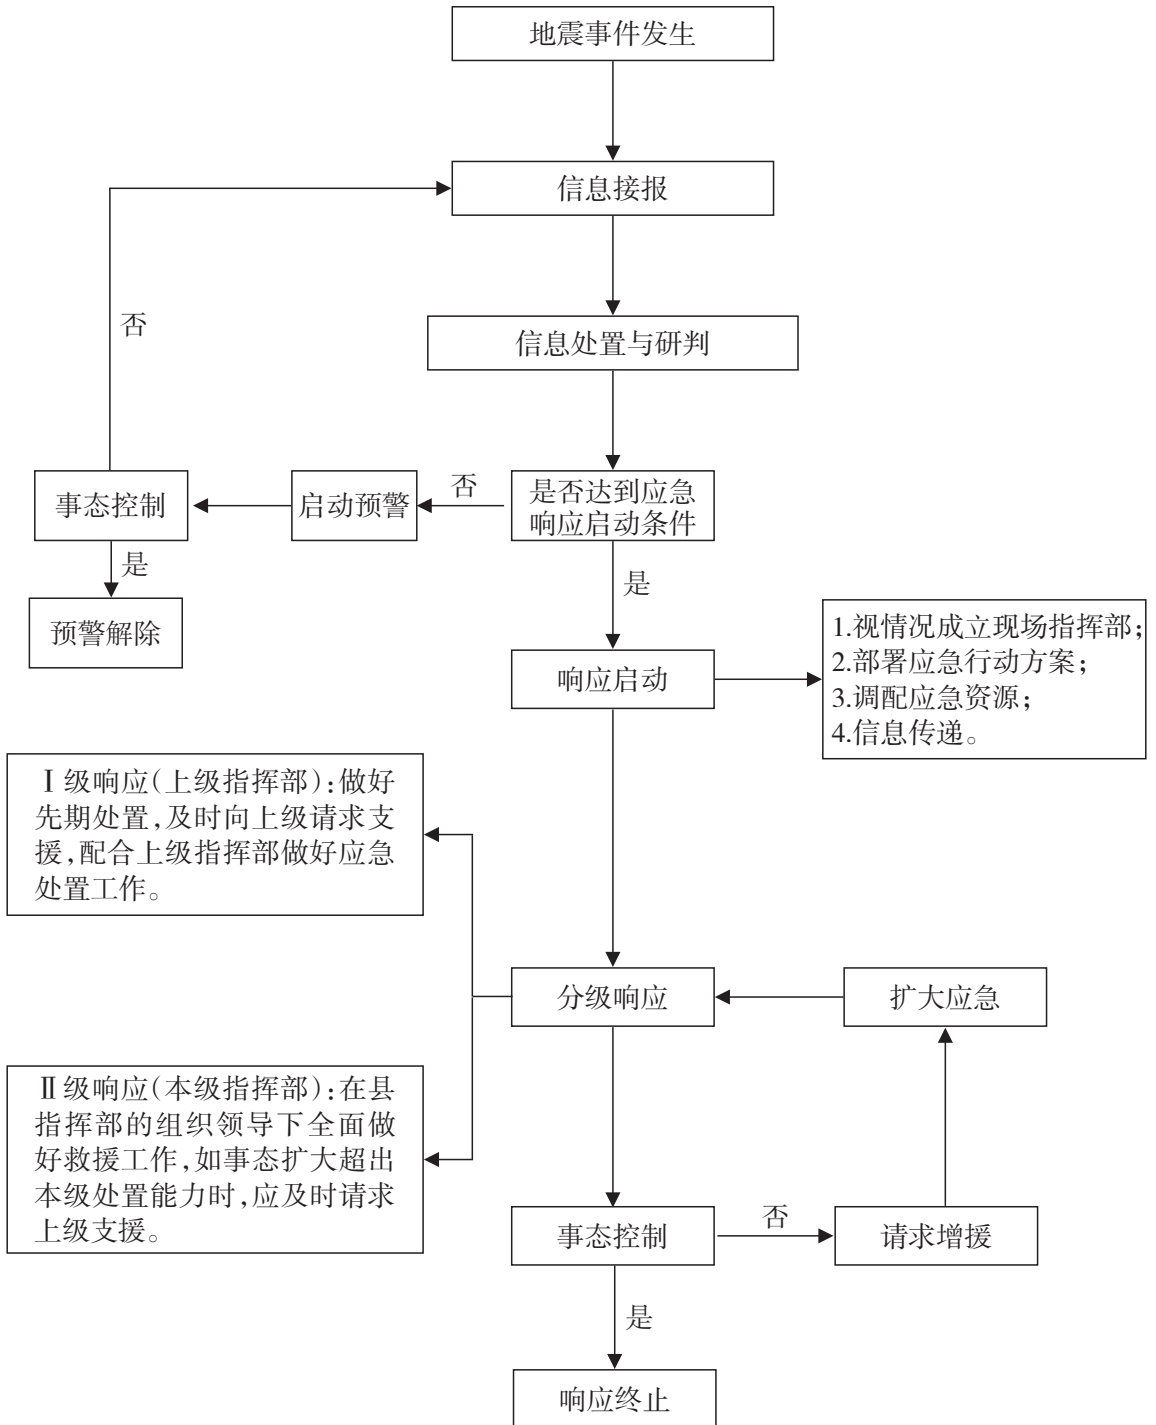 地震事件发生
信息接报
否
信息处置与研判
事态控制
启动预警
否
是否达到应急
响应启动条件
是
是
预警解除
响应启动
1.视情况成立现场指挥部；
2.部署应急行动方案；
3.调配应急资源；
4.信息传递。
Ⅰ级响应（上级指挥部）：做好
先期处置，及时向上级请求支
援，配合上级指挥部做好应急
处置工作。
分级响应
扩大应急
Ⅱ级响应（本级指挥部）：在县
指挥部的组织领导下全面做
好救援工作，如事态扩大超出
本级处置能力时，应及时请求
上级支援。
事态控制
否
请求增援
是
响应终止